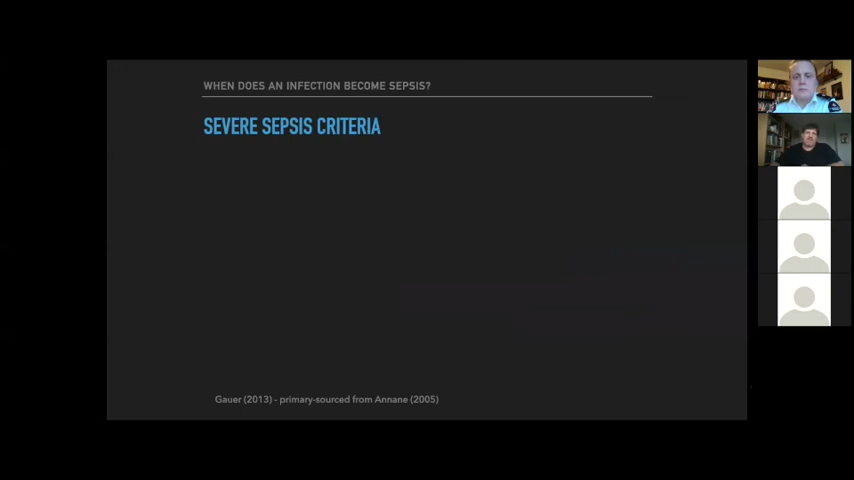 WHEN DOES AN INFECTION BECOME SEPSIS?
SEVERE SEPSIS CRITERIA
Gauer (2013) - primary-sourced from Annane (2005)